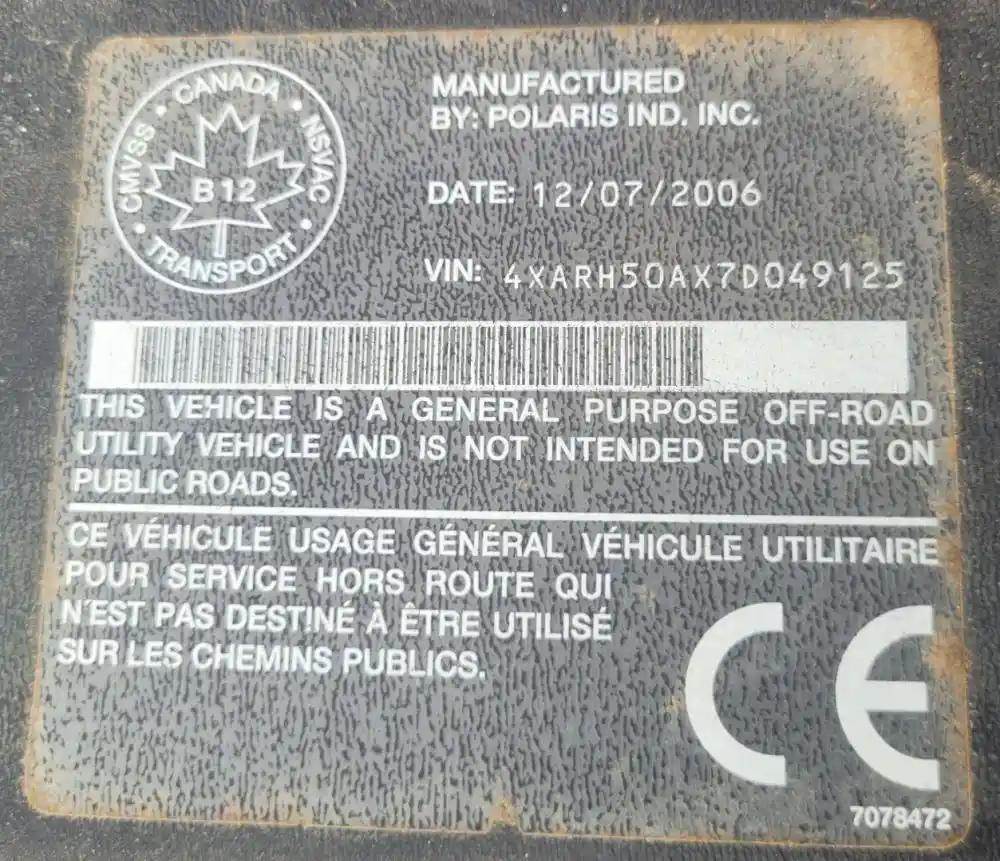 CANADA
CMVSS
NSVAC
B12
TRANSPORT
MANUFACTURED
BY: POLARIS IND. INC.
DATE: 12/07/2006
VIN: 4XARH50AX7D049125
THIS VEHICLE IS A GENERAL PURPOSE OFF-ROAD
UTILITY VEHICLE AND IS NOT INTENDED FOR USE ON
PUBLIC ROADS.
CE VÉHICULE USAGE GÉNÉRAL VÉHICULE UTILITAIRE
POUR SERVICE HORS ROUTE QUI
N'EST PAS DESTINÉ À ÊTRE UTILISÉ
SUR LES CHEMINS PUBLICS.
CE
7078472